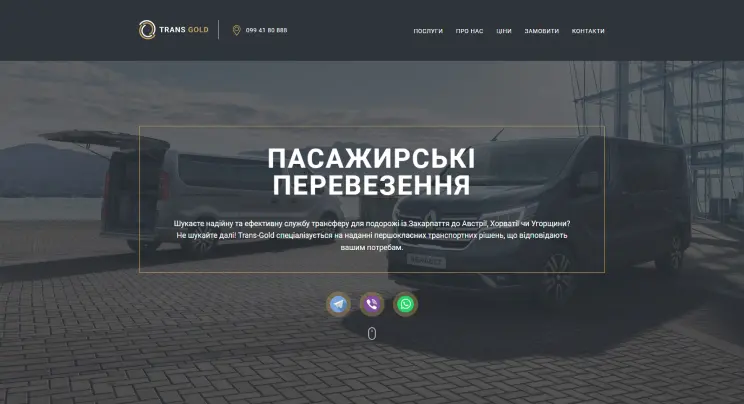 TRANS GOLD
099 41 80 888
ПОСЛУГИ
ПРО НАС
ЦІНИ
ЗАМОВИТИ
КОНТАКТИ
ПАСАЖИРСЬКІ
ПЕРЕВЕЗЕННЯ
Шукаєте надійну та ефективну службу трансферу для подорожі із Закарпаття до Австрії, Хорватії чи Угорщини?
Не шукайте далі! Trans-Gold спеціалізується на наданні першокласних транспортних рішень, що відповідають
вашим потребам.